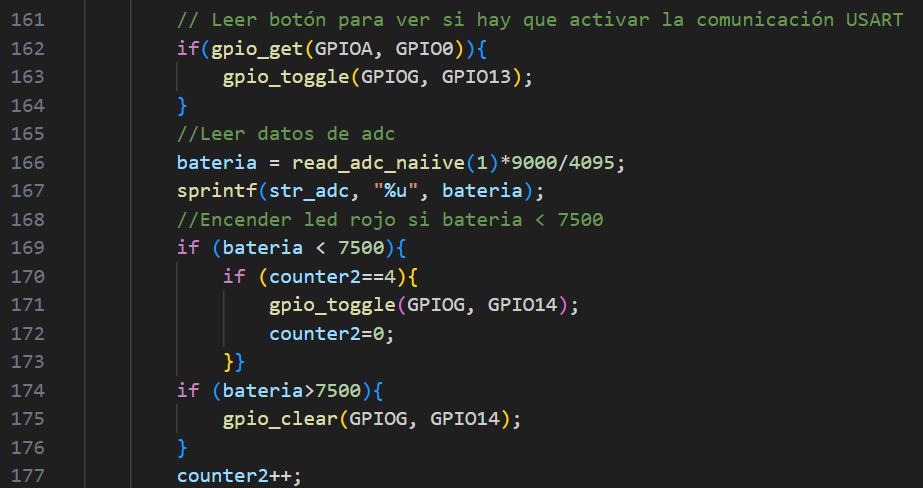 161 // Leer botón para ver si hay que activar la comunicación USART
162 if(gpio_get(GPIOA, GPIO0)){
163 gpio_toggle(GPIOG, GPIO13);
164 }
165 //Leer datos de adc
166 bateria = read_adc_naiive(1)*9000/4095;
167 sprintf(str_adc, "%u", bateria);
168 //Encender led rojo si bateria < 7500
169 if (bateria < 7500){
170 if (counter2==4){
171 gpio_toggle(GPIOG, GPIO14);
172 counter2=0;
173 }}
174 if (bateria>7500){
175 gpio_clear(GPIOG, GPIO14);
176 }
177 counter2++;